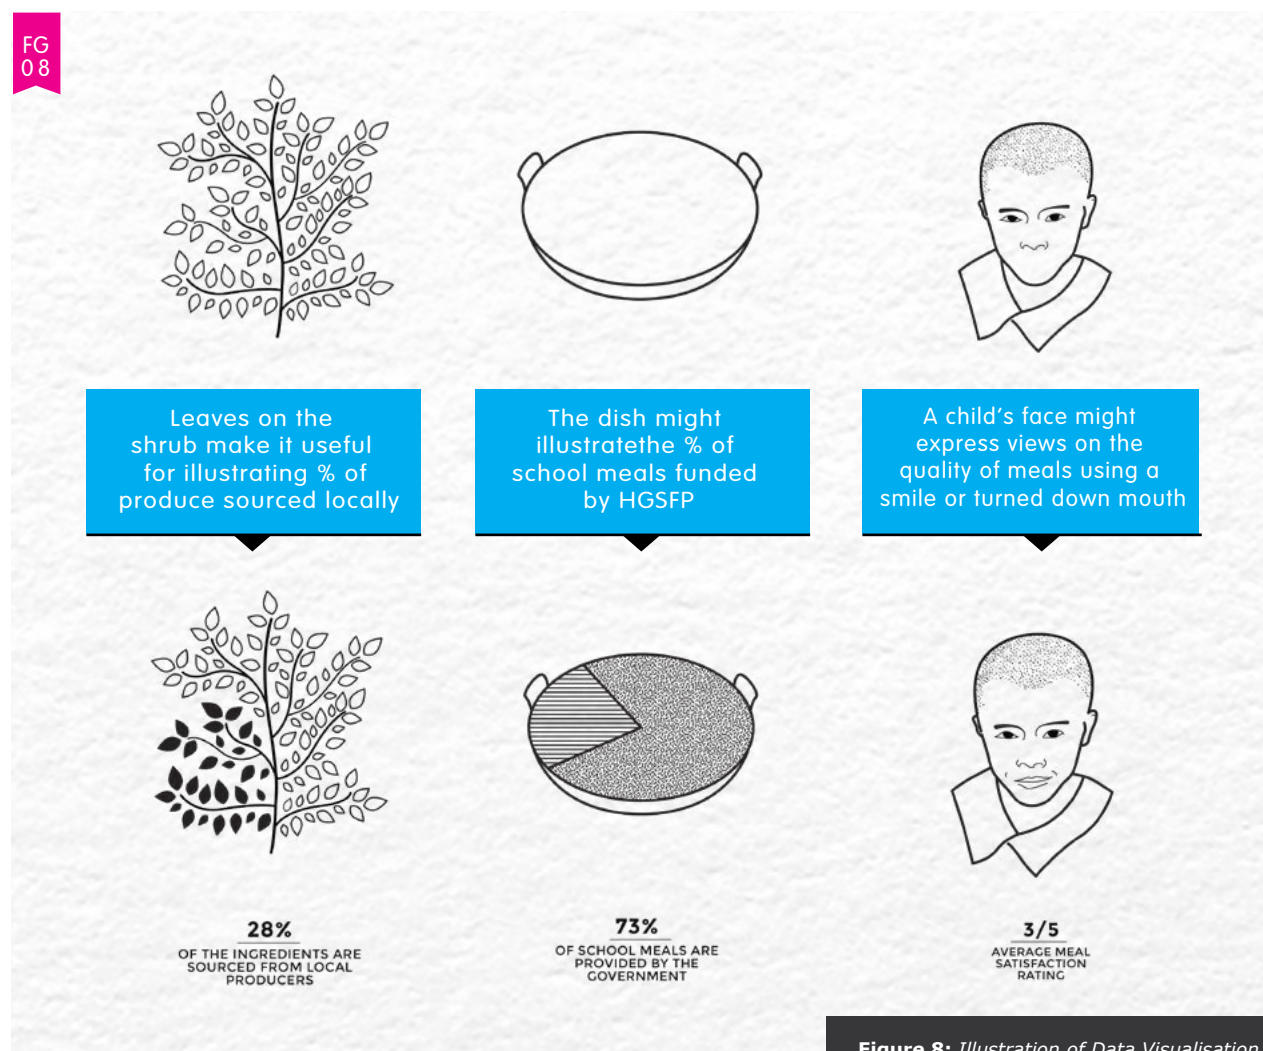 FG
08
Leaves on the
shrub make it useful
for illustrating % of
produce sourced locally
The dish might
illustratethe % of
school meals funded
by HGSFP
A child's face might
express views on the
quality of meals using a
smile or turned down mouth
28%
OF THE INGREDIENTS ARE
SOURCED FROM LOCAL
PRODUCERS
73%
OF SCHOOL MEALS ARE
PROVIDED BY THE
GOVERNMENT
3/5
AVERAGE MEAL
SATISFACTION
RATING
Figure 8: Illustration of Data Visualisation